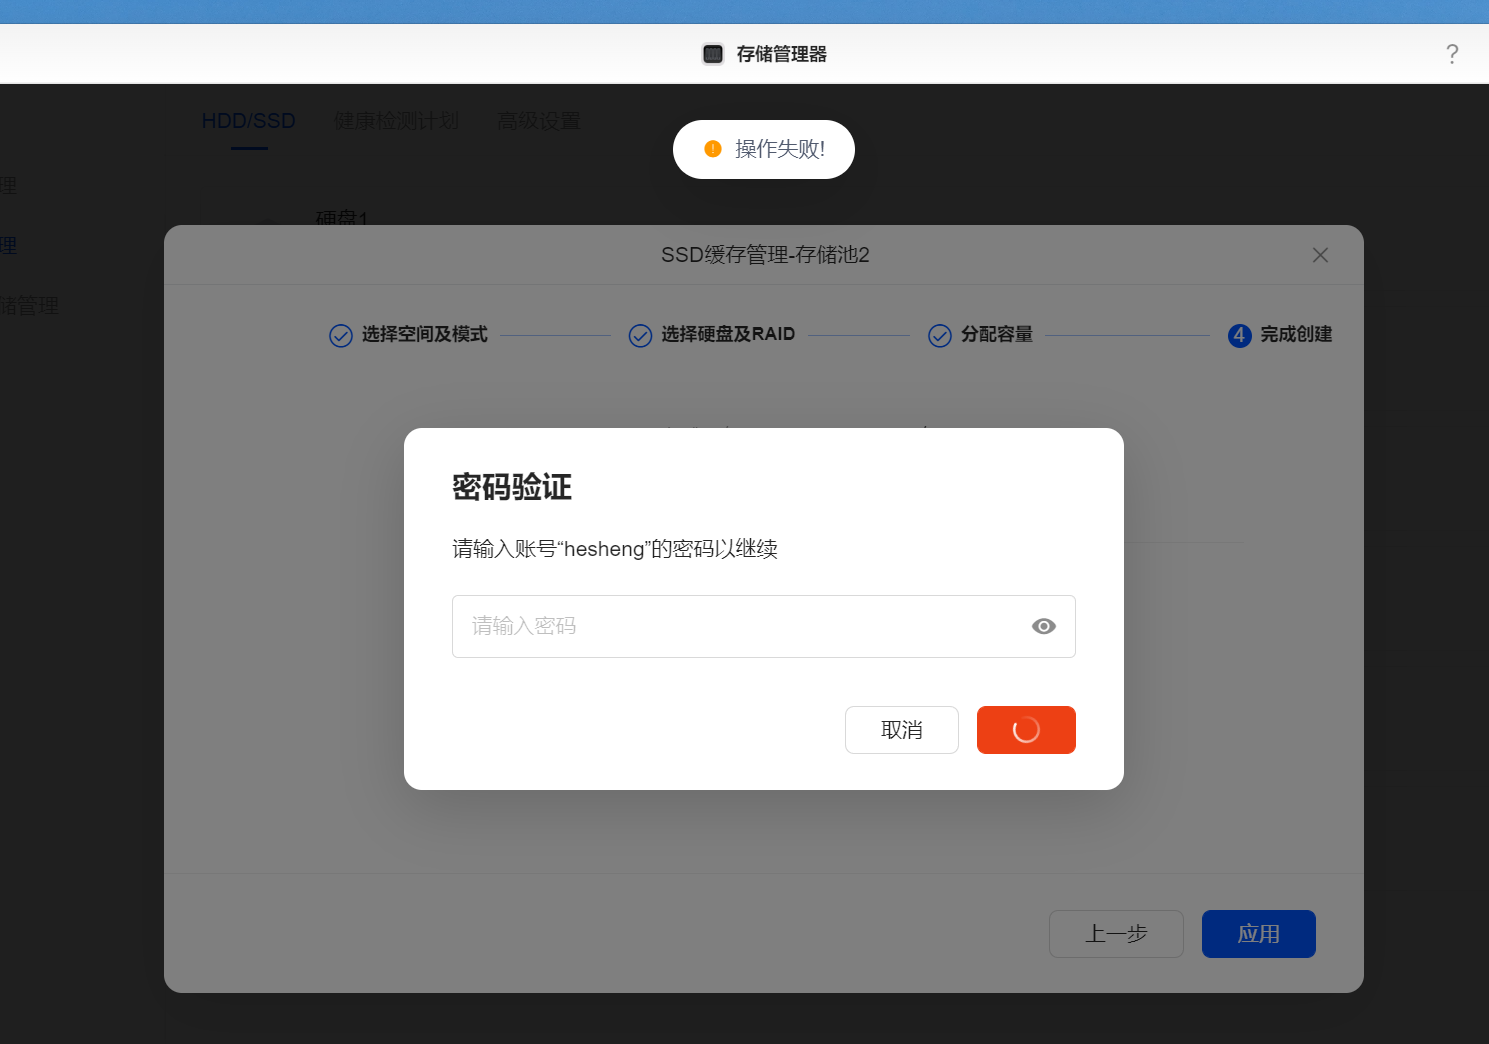 存储管理器
?
HDD/SSD 健康检测计划 高级设置
操作失败!
理
硬盘1
理
SSD缓存管理-存储池2
储管理
选择空间及模式 选择硬盘及RAID 分配容量 4 完成创建
密码验证
请输入账号“hesheng”的密码以继续
请输入密码
取消
上一步 应用